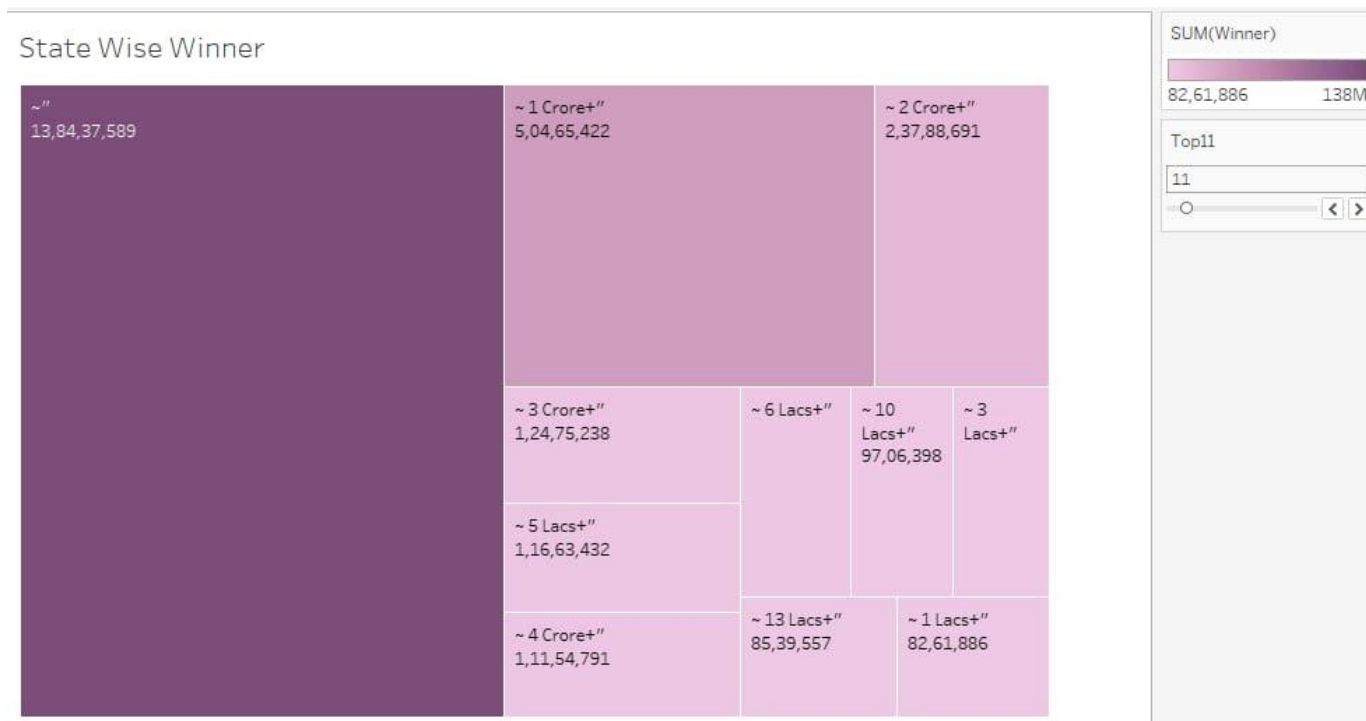 State Wise Winner
~"
13,84,37,589
~ 1 Crore+"
5,04,65,422
~ 2 Crore+"
2,37,88,691
~ 3 Crore+"
1,24,75,238
~ 5 Lacs+"
1,16,63,432
~ 4 Crore+"
1,11,54,791
~ 6 Lacs+"
~ 10
Lacs+"
97,06,398
~ 3
Lacs+"
~ 13 Lacs+"
85,39,557
~ 1 Lacs+"
82,61,886
SUM(Winner)
82,61,886 138M
Top11
11